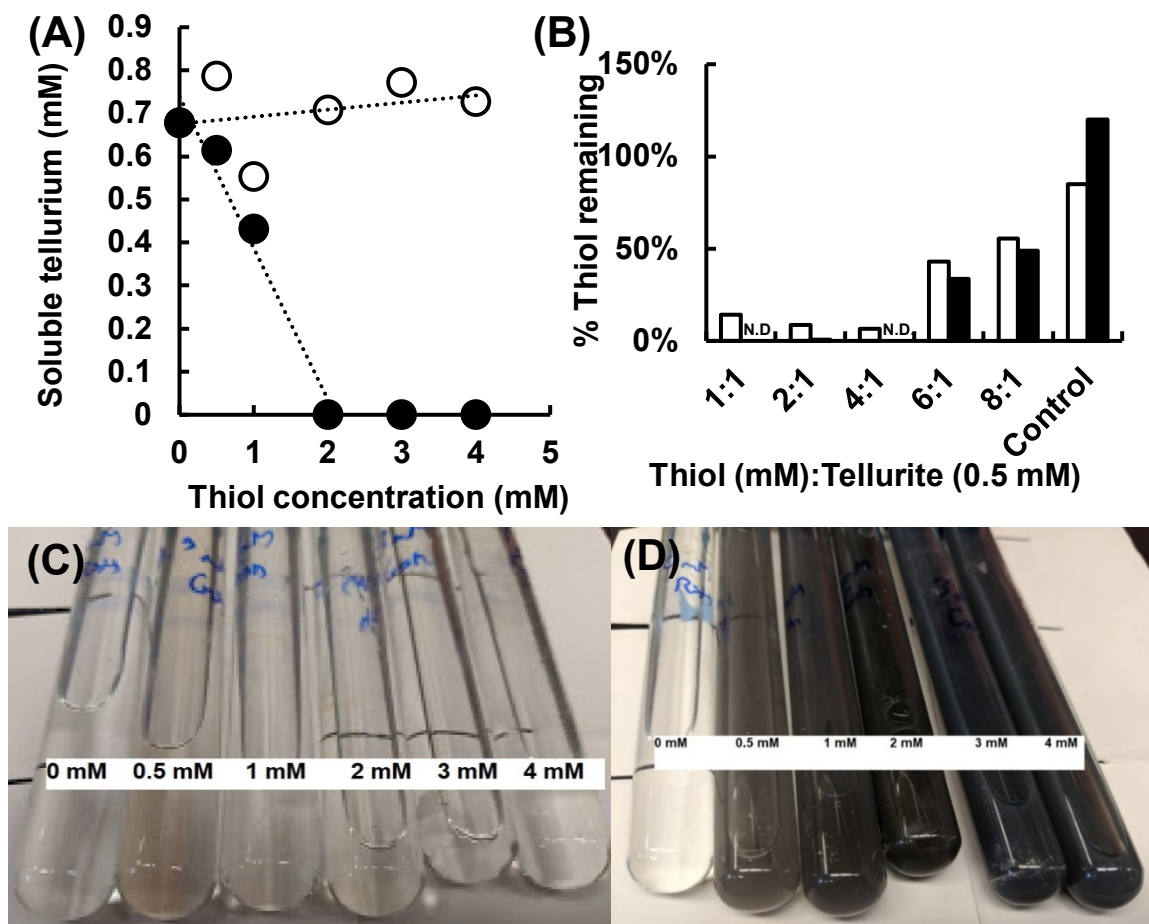 (A)
Soluble tellurium (mM)
0.9
0.8
0.7
0.6
0.5
0.4
0.3
0.2
0.1
0
0 1 2 3 4 5
Thiol concentration (mM)
(B)
% Thiol remaining
150%
100%
50%
0%
N.D
N.D
1:1 2:1 4:1 6:1 8:1 Control
Thiol (mM):Tellurite (0.5 mM)
(C)
0 mM 0.5 mM 1 mM 2 mM 3 mM 4 mM
(D)
0 mM 0.5 mM 1 mM 2 mM 3 mM 4 mM